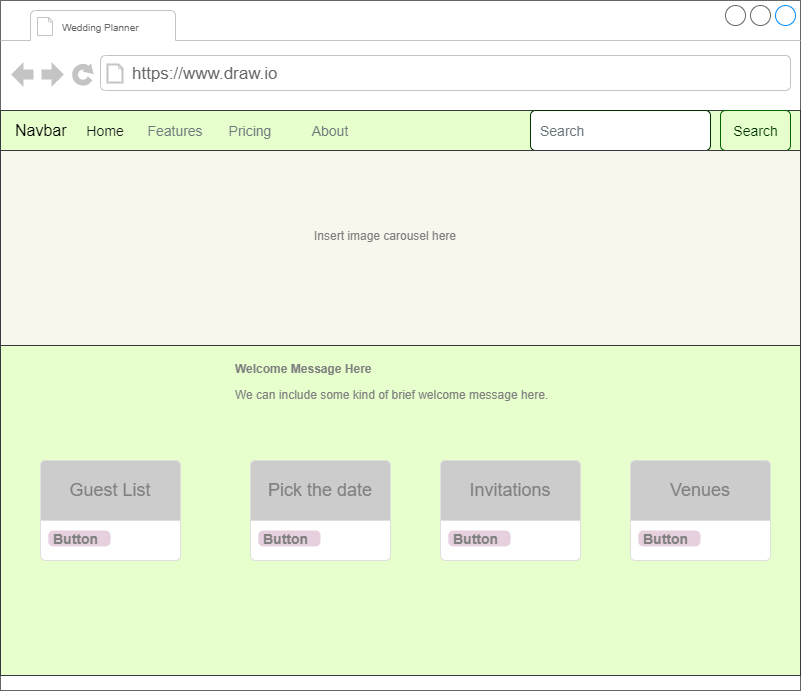 Wedding Planner
https://www.draw.io
Navbar Home Features Pricing About Search Search
Insert image carousel here
Welcome Message Here
We can include some kind of brief welcome message here.
Guest List Pick the date Invitations Venues
Button Button Button Button